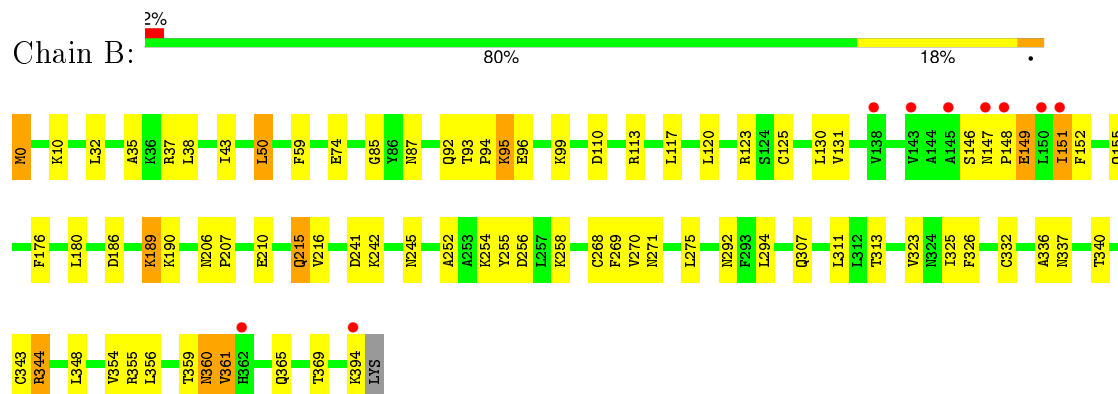 2%
Chain B:
80% 18% •
M0 K10 L32 A35 K36 R37 L38 I43 L50 F59 E74 G85 Y86 N87 Q92 T93 P94 K95 E96 K99 D110 R113 L117 L120 R123 S124 C125 L130 V131 V138 V143 A144 A145 S146 N147 P148 E149 L150 I151 F152
F176 L180 D186 K189 K190 N206 P207 E210 Q215 V216 D241 K242 N245 A252 A253 K254 Y255 D256 L257 K258 C268 F269 V270 N271 L275 N292 F293 L294 Q307 L311 L312 T313 V323 N324 I325 F326 C332 A336 N337 T340
C343 R344 L348 V354 R355 L356 T359 N360 V361 H362 Q365 T369 K394 LYS